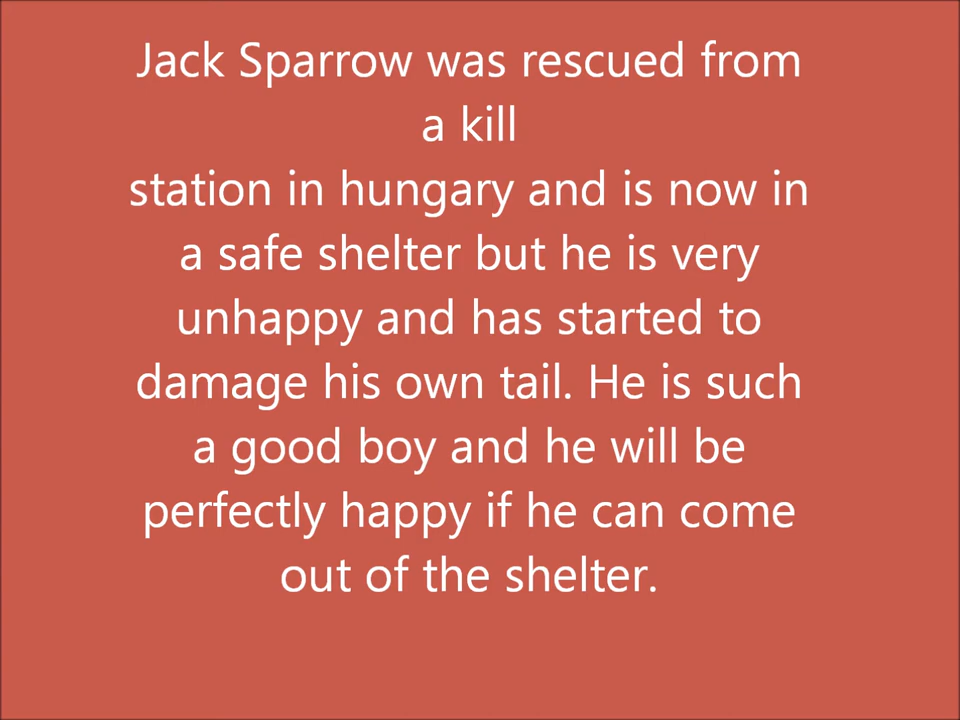 Jack Sparrow was rescued from
a kill
station in hungary and is now in
a safe shelter but he is very
unhappy and has started to
damage his own tail. He is such
a good boy and he will be
perfectly happy if he can come
out of the shelter.